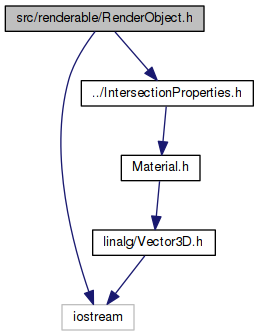 src/renderable/RenderObject.h
../IntersectionProperties.h
Material.h
linalg/Vector3D.h
iostream